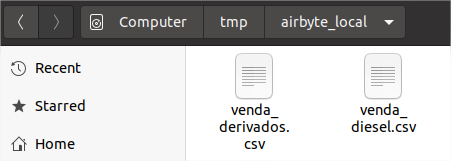 Computer tmp airbyte_local
Recent
Starred
Home
venda_
derivados.
csv
venda_
diesel.csv